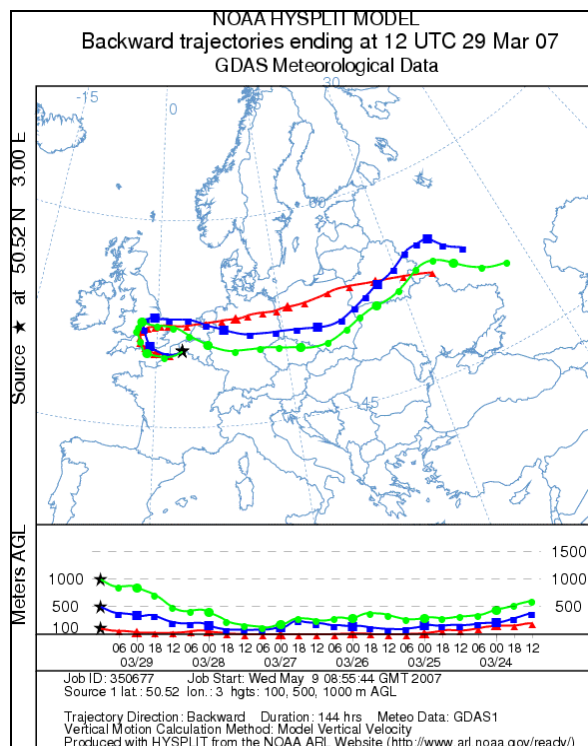 NOAA HYSPLIT MODEL
Backward trajectories ending at 12 UTC 29 Mar 07
GDAS Meteorological Data
Source ★ at 50.52 N 3.00 E
-15
0
30
60
45
Meters AGL
1500
1000
1000
500
500
100
06 00 18 12 06 00 18 12 06 00 18 12 06 00 18 12 06 00 18 12 06 00 18 12
03/29 03/28 03/27 03/26 03/25 03/24
Job ID: 350677 Job Start: Wed May 9 08:55:44 GMT 2007
Source 1 lat.: 50.52 lon.: 3 hgts: 100, 500, 1000 m AGL
Trajectory Direction: Backward Duration: 144 hrs Meteo Data: GDAS1
Vertical Motion Calculation Method: Model Vertical Velocity
Produced with HYSPLIT from the NOAA ARL Website (http://www.arl.noaa.gov/ready/)